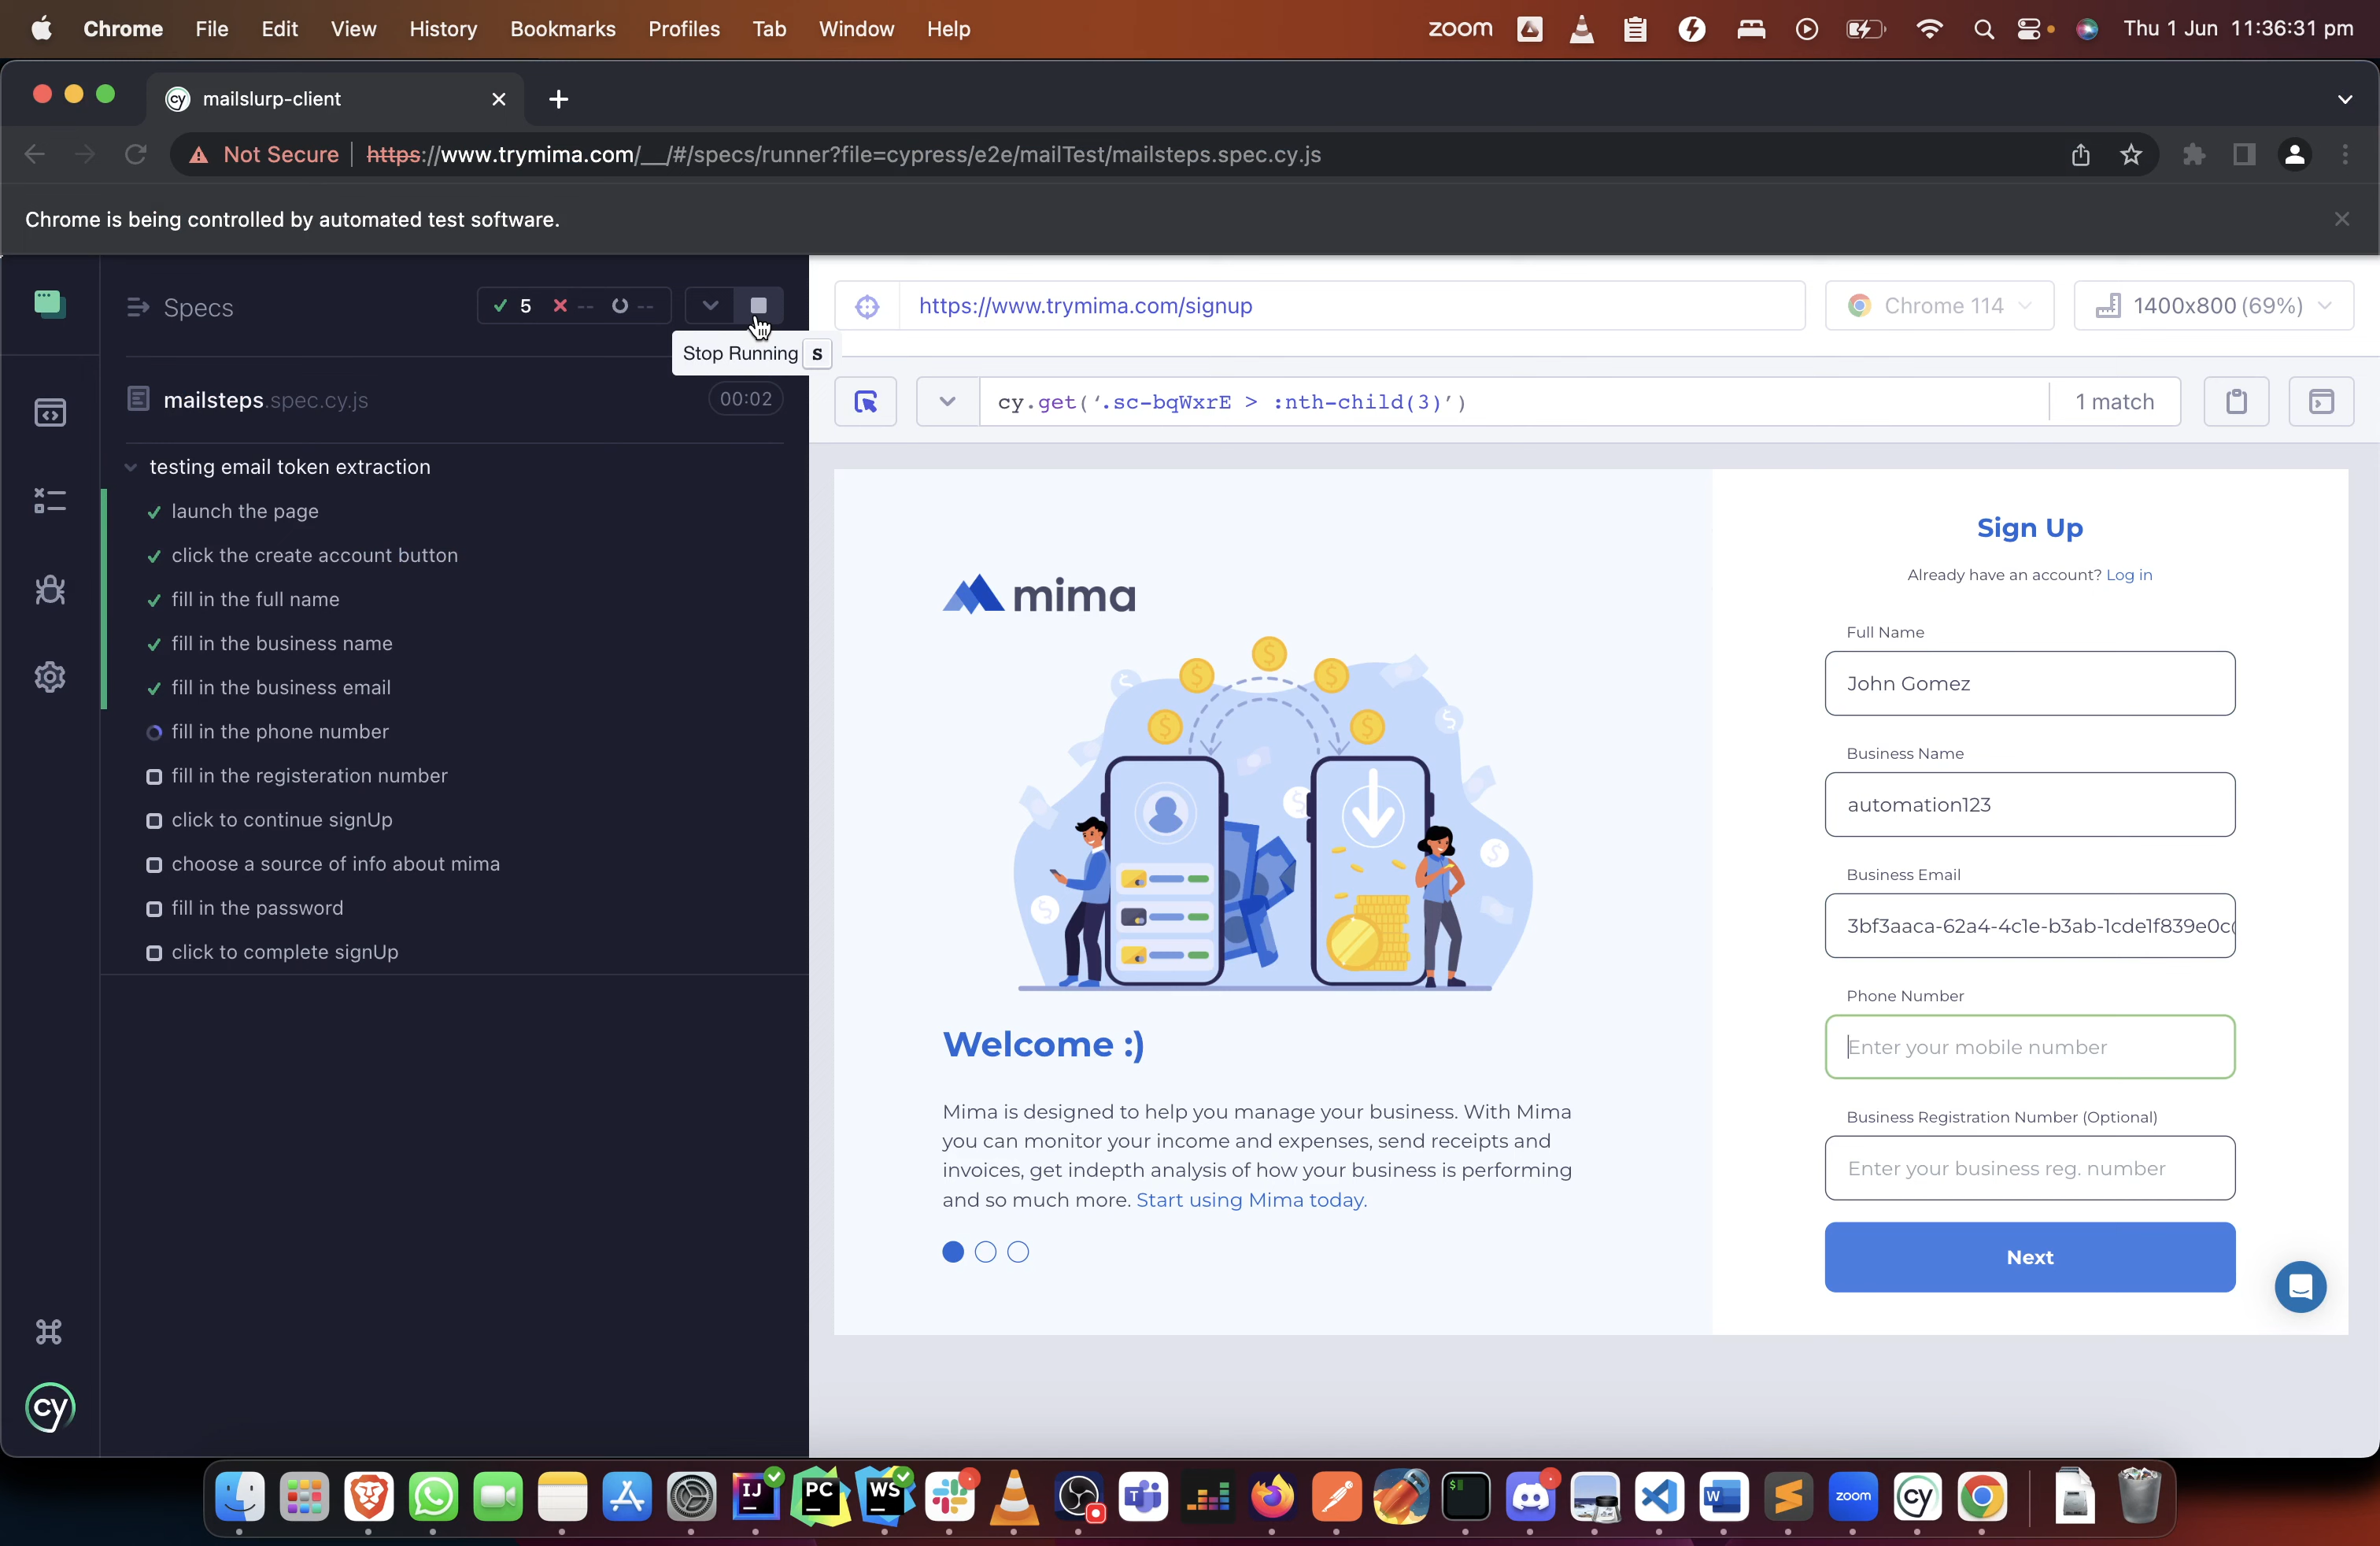 Chrome File Edit View History Bookmarks Profiles Tab Window Help zoom Thu 1 Jun 11:36:31 pm
cy mailslurp-client
Not Secure https://www.trymima.com/__/#/specs/runner?file=cypress/e2e/mailTest/mailsteps.spec.cy.js
Chrome is being controlled by automated test software.
Specs 5 -- --
Stop Running S
mailsteps.spec.cy.js 00:02
testing email token extraction
launch the page
click the create account button
fill in the full name
fill in the business name
fill in the business email
fill in the phone number
fill in the registeration number
click to continue signUp
choose a source of info about mima
fill in the password
click to complete signUp
cy
https://www.trymima.com/signup Chrome 114 1400x800 (69%)
cy.get('.sc-bqWxrE > :nth-child(3)') 1 match
mima
Welcome :)
Mima is designed to help you manage your business. With Mima
you can monitor your income and expenses, send receipts and
invoices, get indepth analysis of how your business is performing
and so much more. Start using Mima today.
Sign Up
Already have an account? Log in
Full Name
John Gomez
Business Name
automation123
Business Email
3bf3aaca-62a4-4c1e-b3ab-1cde1f839e0c
Phone Number
Enter your mobile number
Business Registration Number (Optional)
Enter your business reg. number
Next
IJ PC WS T $ W zoom cy